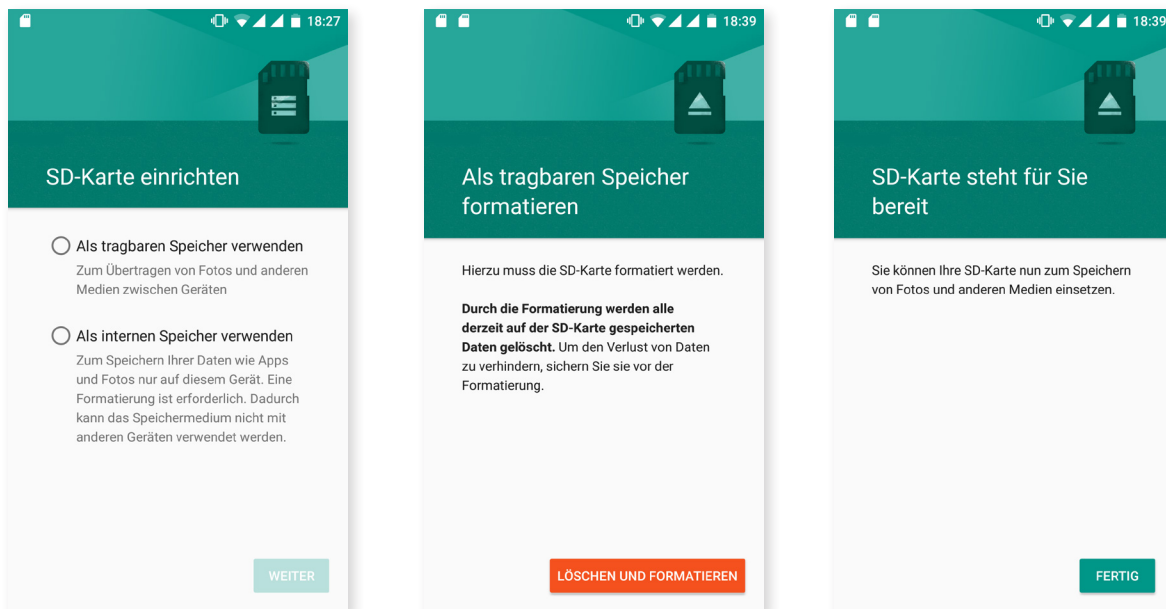 18:27
SD-Karte einrichten
Als tragbaren Speicher verwenden
Zum Übertragen von Fotos und anderen
Medien zwischen Geräten
Als internen Speicher verwenden
Zum Speichern Ihrer Daten wie Apps
und Fotos nur auf diesem Gerät. Eine
Formatierung ist erforderlich. Dadurch
kann das Speichermedium nicht mit
anderen Geräten verwendet werden.
WEITER
18:39
Als tragbaren Speicher
formatieren
Hierzu muss die SD-Karte formatiert werden.
Durch die Formatierung werden alle
derzeit auf der SD-Karte gespeicherten
Daten gelöscht. Um den Verlust von Daten
zu verhindern, sichern Sie sie vor der
Formatierung.
LÖSCHEN UND FORMATIEREN
18:39
SD-Karte steht für Sie
bereit
Sie können Ihre SD-Karte nun zum Speichern
von Fotos und anderen Medien einsetzen.
FERTIG